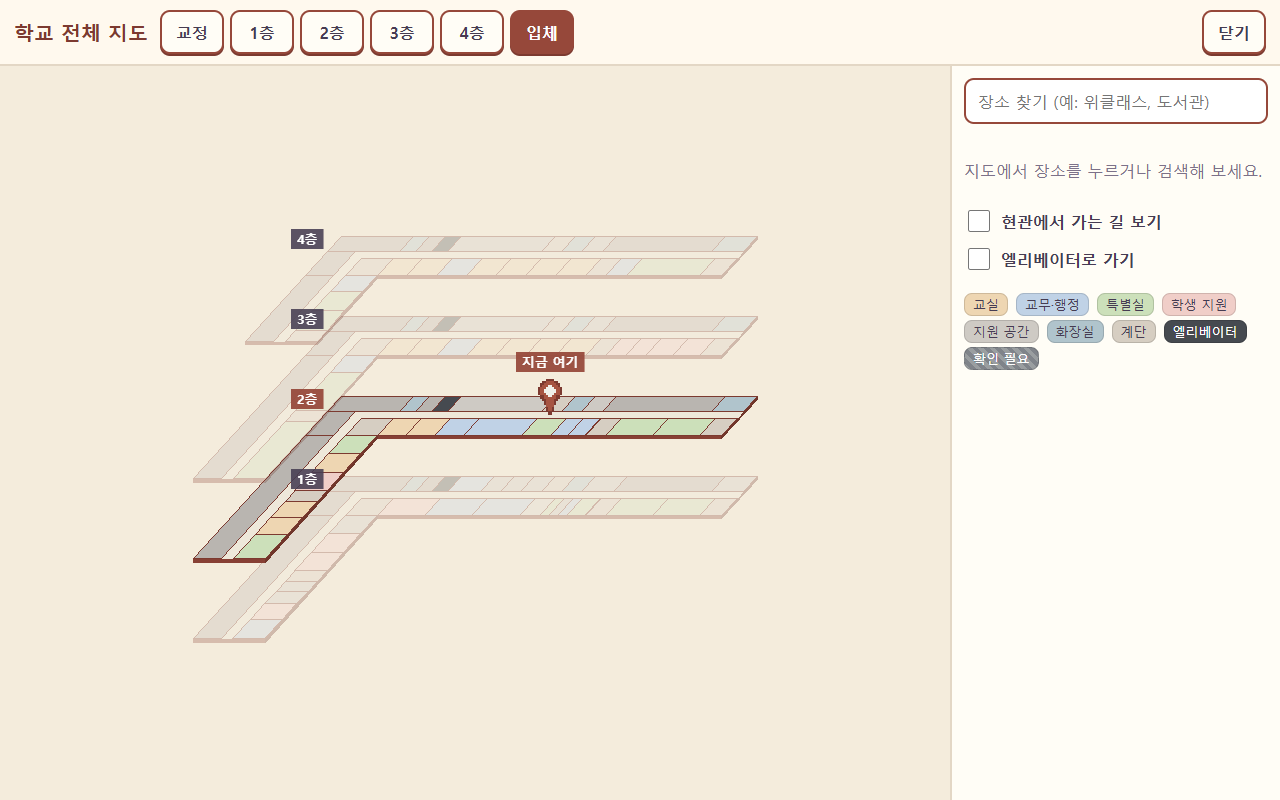 학교 전체 지도
교정
1층
2층
3층
4층
입체
닫기
장소 찾기 (예: 위클래스, 도서관)
지도에서 장소를 누르거나 검색해 보세요.
현관에서 가는 길 보기
엘리베이터로 가기
교실 교무·행정 특별실 학생 지원
지원 공간 화장실 계단 엘리베이터
확인 필요
4층
3층
지금 여기
2층
1층